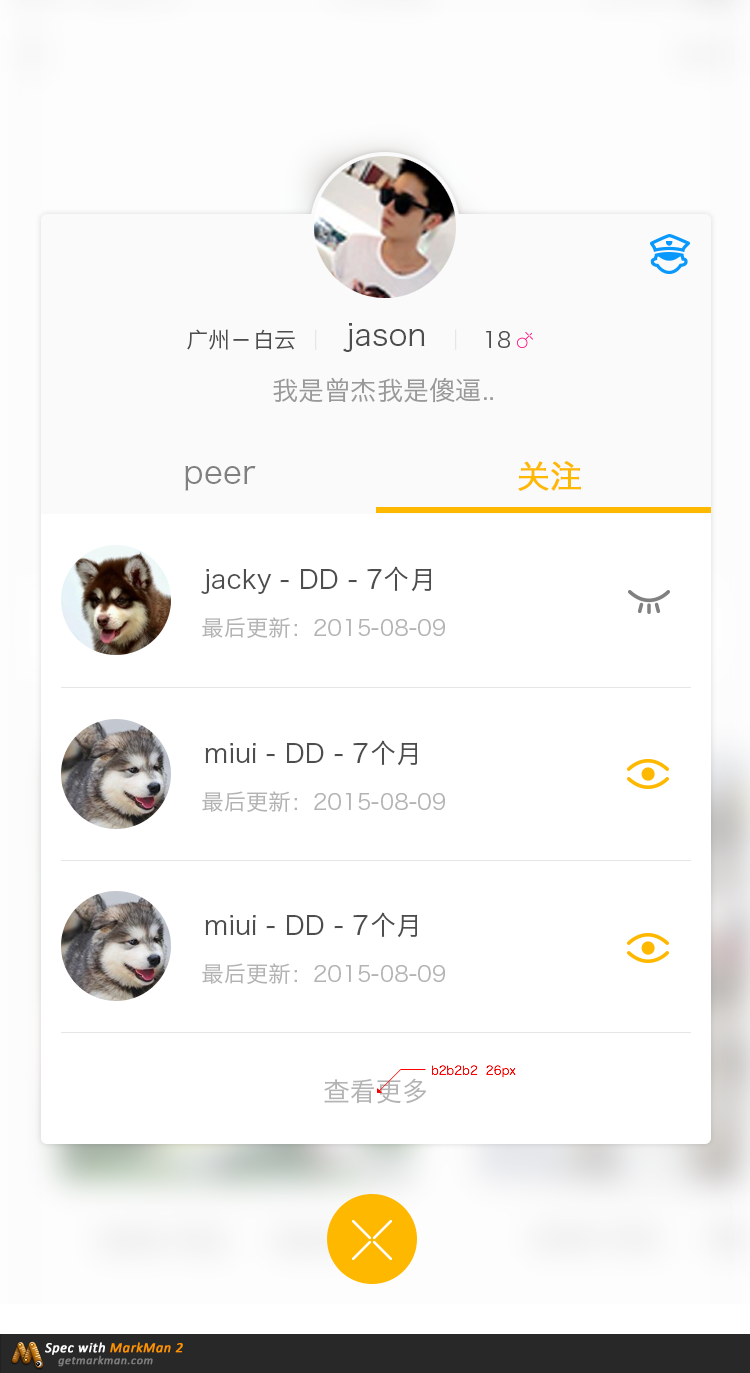 广州－白云 jason 18
我是曾杰我是傻逼..
peer 关注
jacky - DD - 7个月
最后更新：2015-08-09
miui - DD - 7个月
最后更新：2015-08-09
miui - DD - 7个月
最后更新：2015-08-09
b2b2b2 26px
查看更多
Spec with MarkMan 2
getmarkman.com